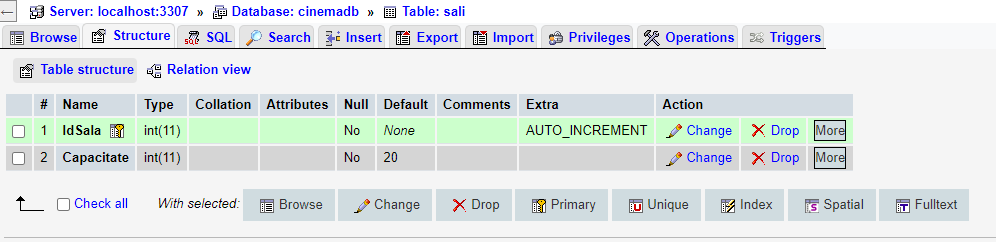 ← Server: localhost:3307 » Database: cinemadb » Table: sali
Browse Structure SQL Search Insert Export Import Privileges Operations Triggers
Table structure Relation view
# Name Type Collation Attributes Null Default Comments Extra Action
1 IdSala int(11) No None AUTO_INCREMENT Change Drop More
2 Capacitate int(11) No 20 Change Drop More
Check all With selected: Browse Change Drop Primary Unique Index Spatial Fulltext